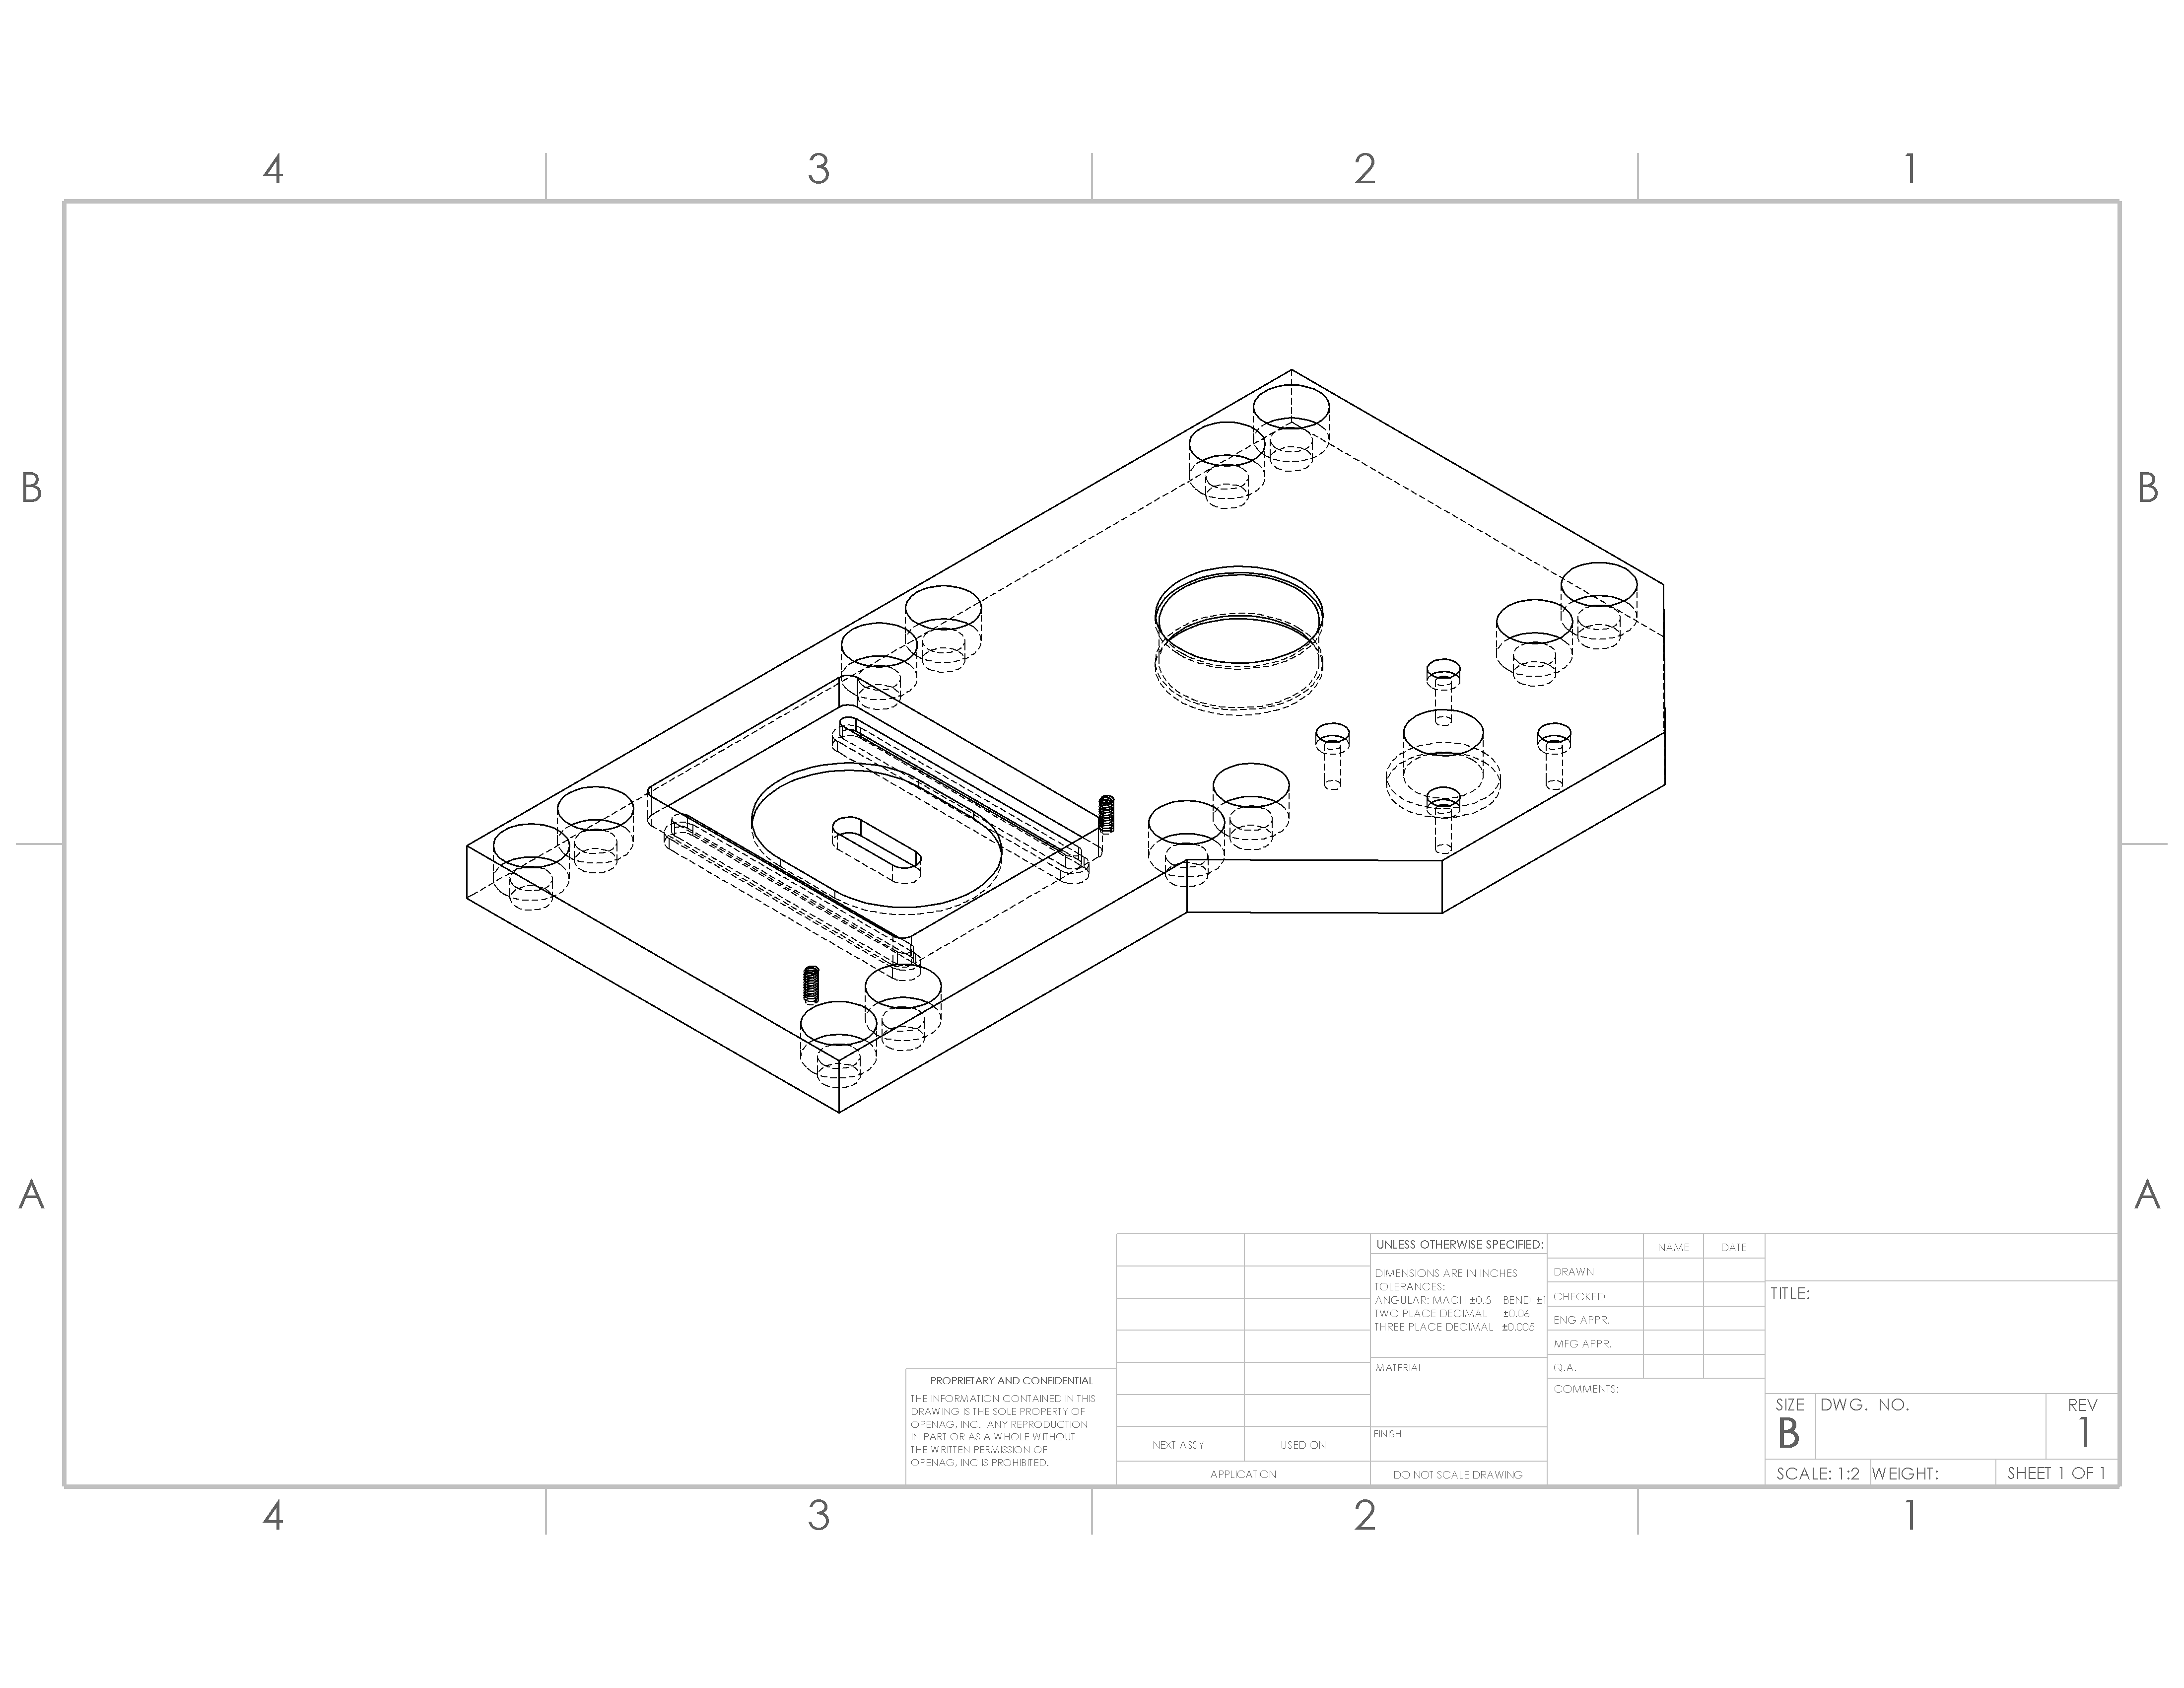 4 3 2 1
B B
A A
UNLESS OTHERWISE SPECIFIED:
DIMENSIONS ARE IN INCHES
TOLERANCES:
ANGULAR: MACH ±0.5 BEND ±1
TWO PLACE DECIMAL ±0.06
THREE PLACE DECIMAL ±0.005
MATERIAL
FINISH
DO NOT SCALE DRAWING
NAME DATE
DRAWN
CHECKED
ENG APPR.
MFG APPR.
Q.A.
COMMENTS:
TITLE:
SIZE DWG. NO. REV
B 1
SCALE: 1:2 WEIGHT: SHEET 1 OF 1
PROPRIETARY AND CONFIDENTIAL
THE INFORMATION CONTAINED IN THIS
DRAWING IS THE SOLE PROPERTY OF
OPENAG, INC. ANY REPRODUCTION
IN PART OR AS A WHOLE WITHOUT
THE WRITTEN PERMISSION OF
OPENAG, INC IS PROHIBITED.
NEXT ASSY USED ON
APPLICATION
4 3 2 1